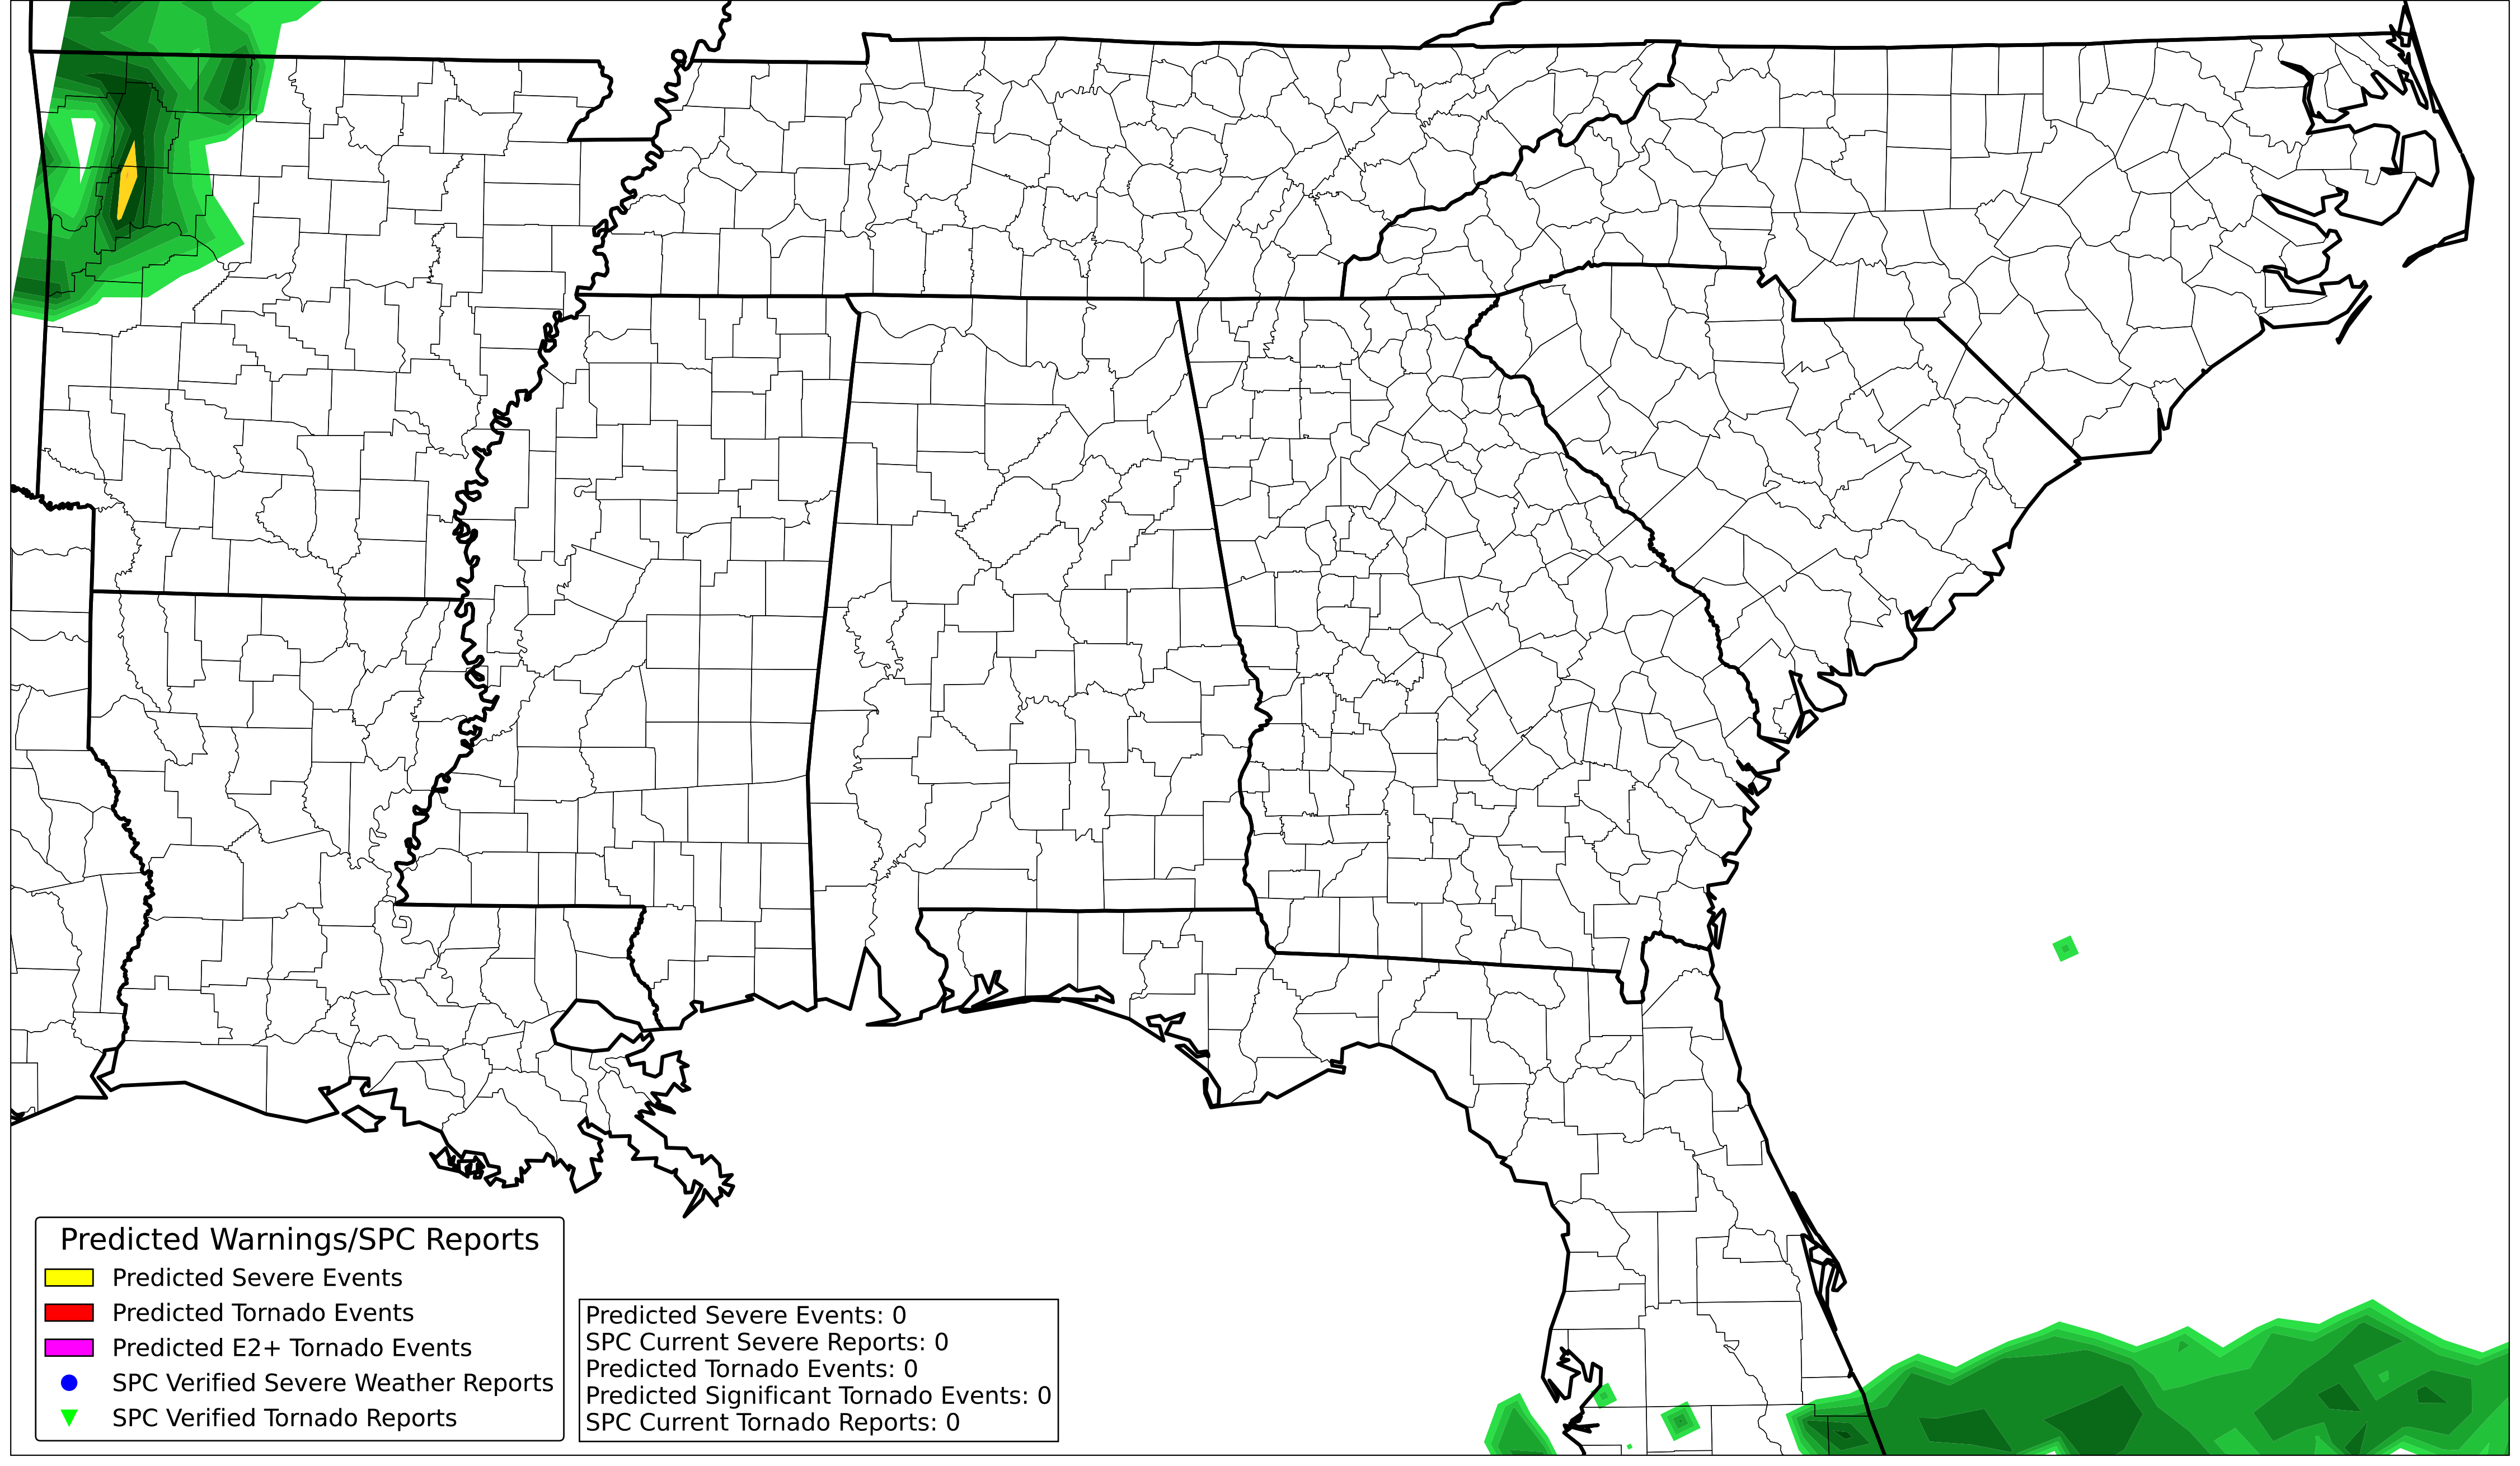 Predicted Warnings/SPC Reports
Predicted Severe Events
Predicted Tornado Events
Predicted E2+ Tornado Events
SPC Verified Severe Weather Reports
SPC Verified Tornado Reports
Predicted Severe Events: 0
SPC Current Severe Reports: 0
Predicted Tornado Events: 0
Predicted Significant Tornado Events: 0
SPC Current Tornado Reports: 0